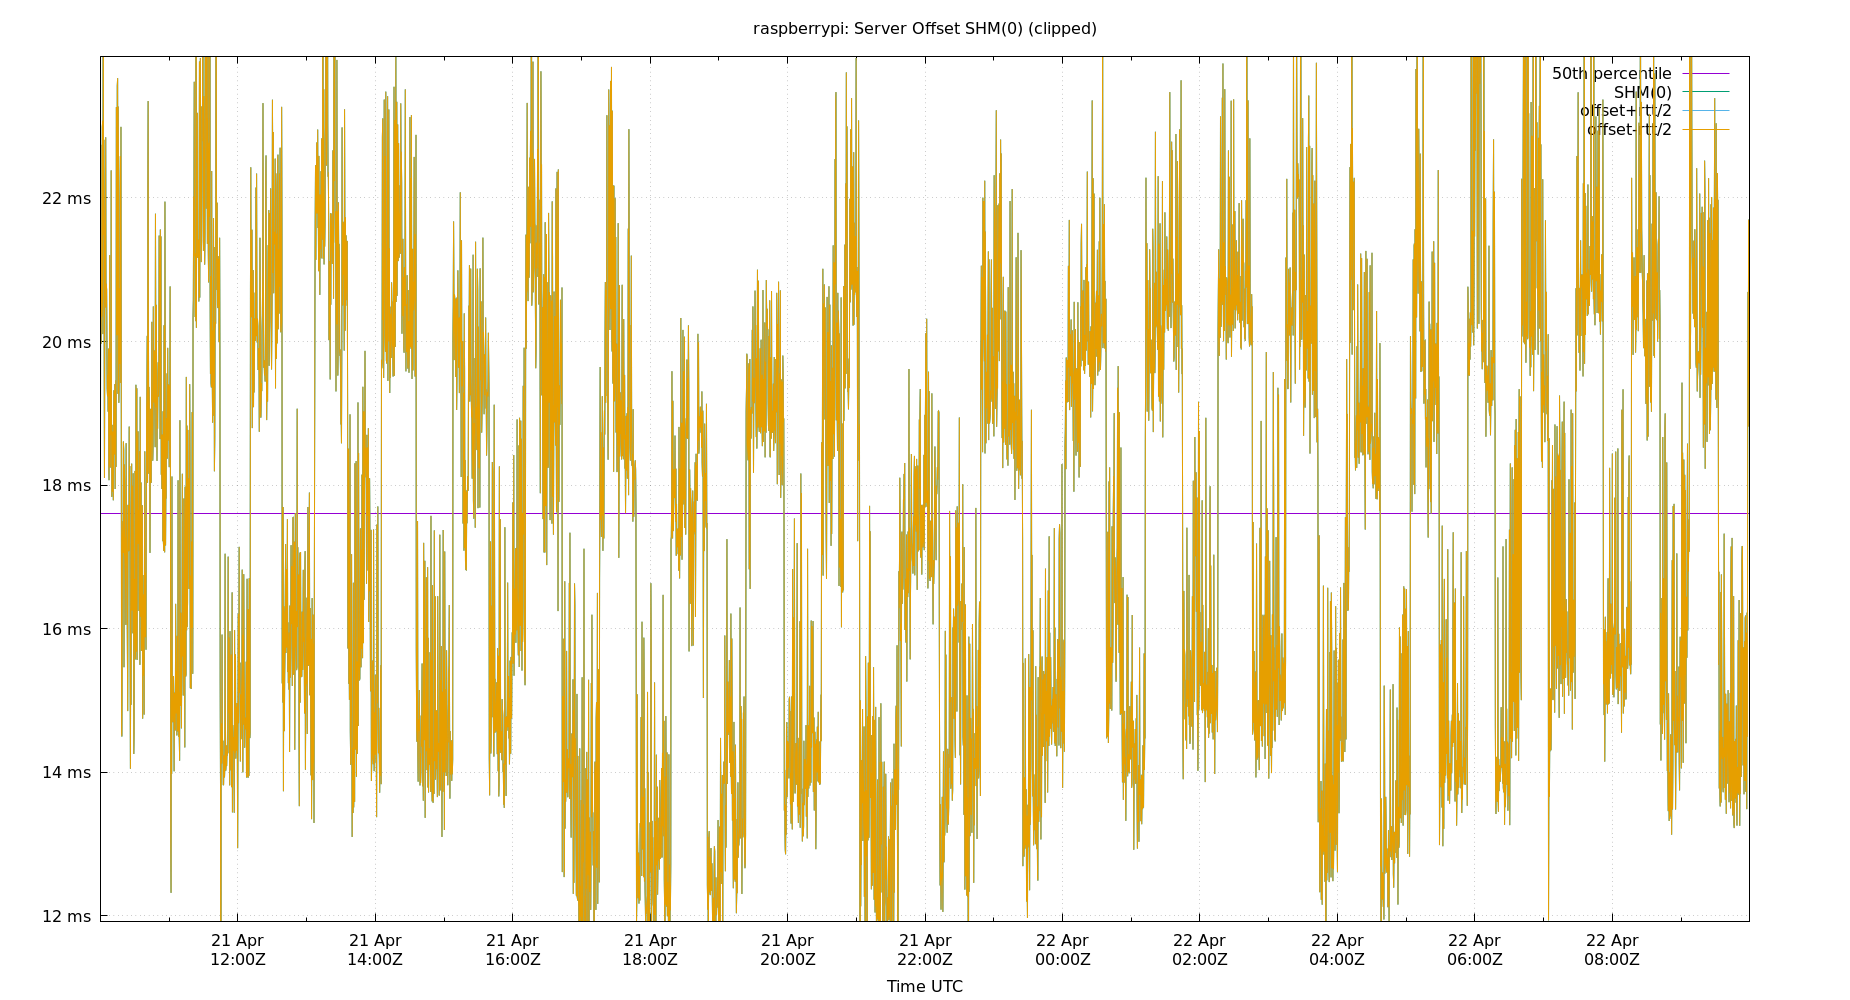 raspberrypi: Server Offset SHM(0) (clipped)
50th percentile
SHM(0)
offset+rtt/2
offset-rtt/2
22 ms
20 ms
18 ms
16 ms
14 ms
12 ms
21 Apr 21 Apr 21 Apr 21 Apr 21 Apr 21 Apr 22 Apr 22 Apr 22 Apr 22 Apr 22 Apr
12:00Z 14:00Z 16:00Z 18:00Z 20:00Z 22:00Z 00:00Z 02:00Z 04:00Z 06:00Z 08:00Z
Time UTC